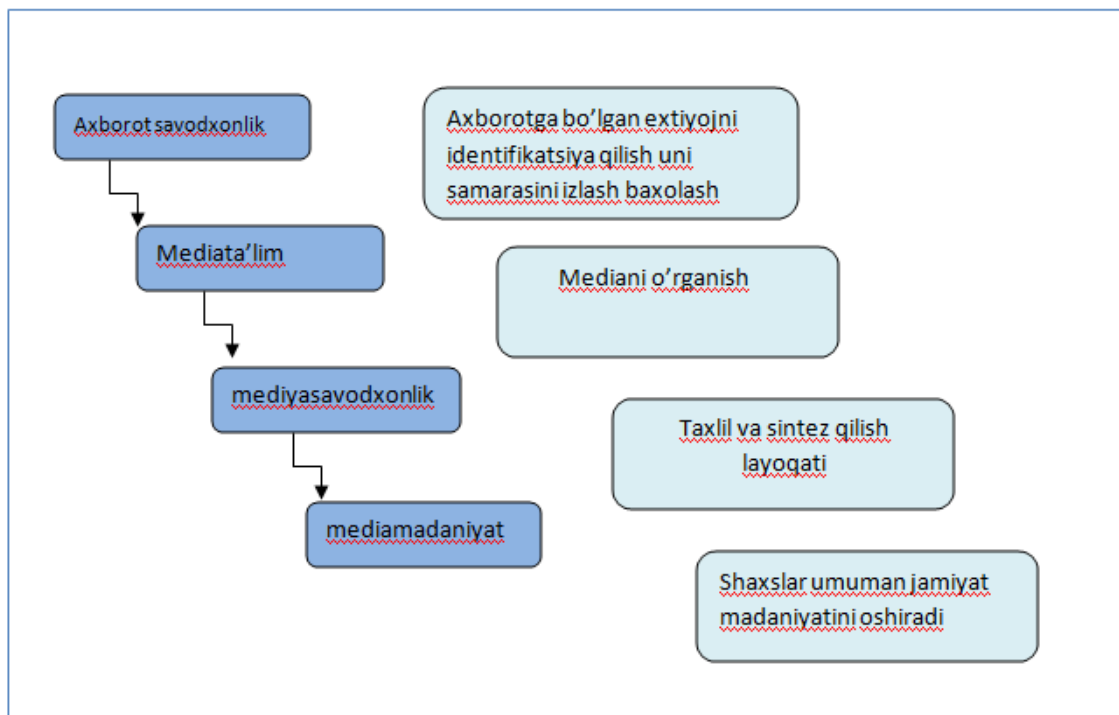 Axborot savodxonlik
Axborotga bo’lgan extiyojni
identifikatsiya qilish uni
samarasini izlash baxolash
Mediata’lim
Mediani o’rganish
mediyasavodxonlik
Taxlil va sintez qilish
layoqati
mediamadaniyat
Shaxslar umuman jamiyat
madaniyatini oshiradi